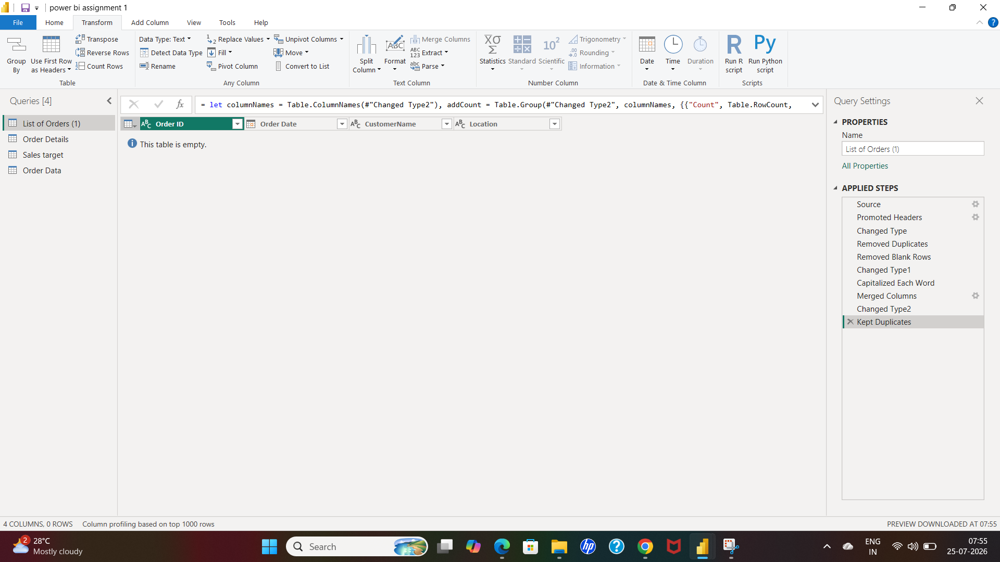 power bi assignment 1
File Home Transform Add Column View Tools Help
Group By
Use First Row as Headers
Transpose
Reverse Rows
Count Rows
Table
Data Type: Text
Detect Data Type
Rename
Replace Values
Fill
Pivot Column
Unpivot Columns
Move
Convert to List
Any Column
Split Column
Format
Merge Columns
Extract
Parse
Text Column
Statistics
Standard
Scientific
Trigonometry
Rounding
Information
Number Column
Date
Time
Duration
Date & Time Column
Run R script
Run Python script
Scripts
Queries [4]
List of Orders (1)
Order Details
Sales target
Order Data
= let columnNames = Table.ColumnNames(#"Changed Type2"), addCount = Table.Group(#"Changed Type2", columnNames, {{"Count", Table.RowCount,
Order ID Order Date CustomerName Location
This table is empty.
Query Settings
PROPERTIES
Name
List of Orders (1)
All Properties
APPLIED STEPS
Source
Promoted Headers
Changed Type
Removed Duplicates
Removed Blank Rows
Changed Type1
Capitalized Each Word
Merged Columns
Changed Type2
Kept Duplicates
4 COLUMNS, 0 ROWS Column profiling based on top 1000 rows
PREVIEW DOWNLOADED AT 07:55
2
28°C
Mostly cloudy
Search
ENG
IN
07:55
25-07-2026